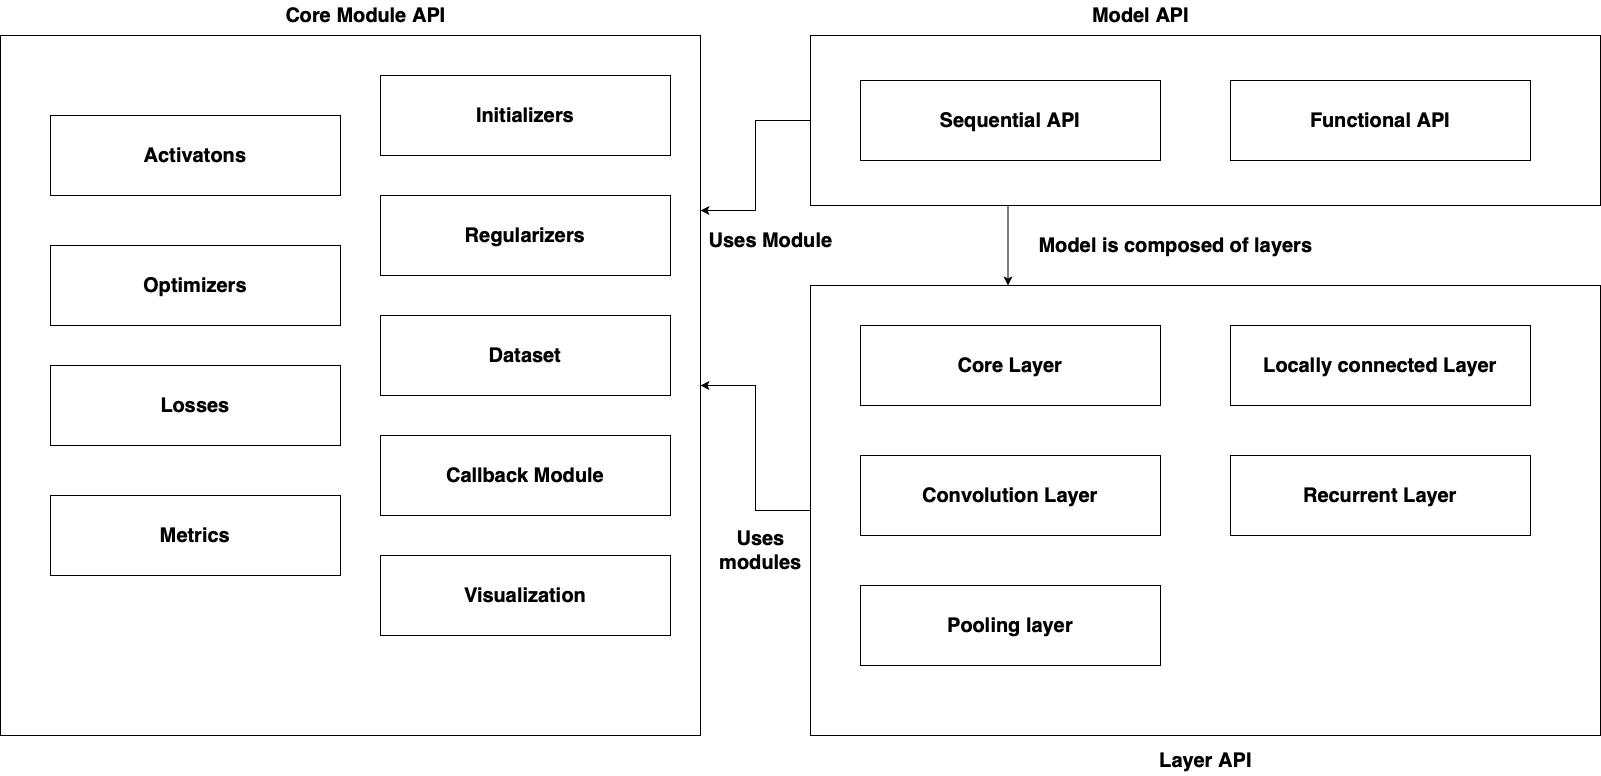 Core Module API
Activatons
Optimizers
Losses
Metrics
Initializers
Regularizers
Dataset
Callback Module
Visualization
Uses Module
Uses
modules
Model API
Sequential API
Functional API
Model is composed of layers
Core Layer
Locally connected Layer
Convolution Layer
Recurrent Layer
Pooling layer
Layer API